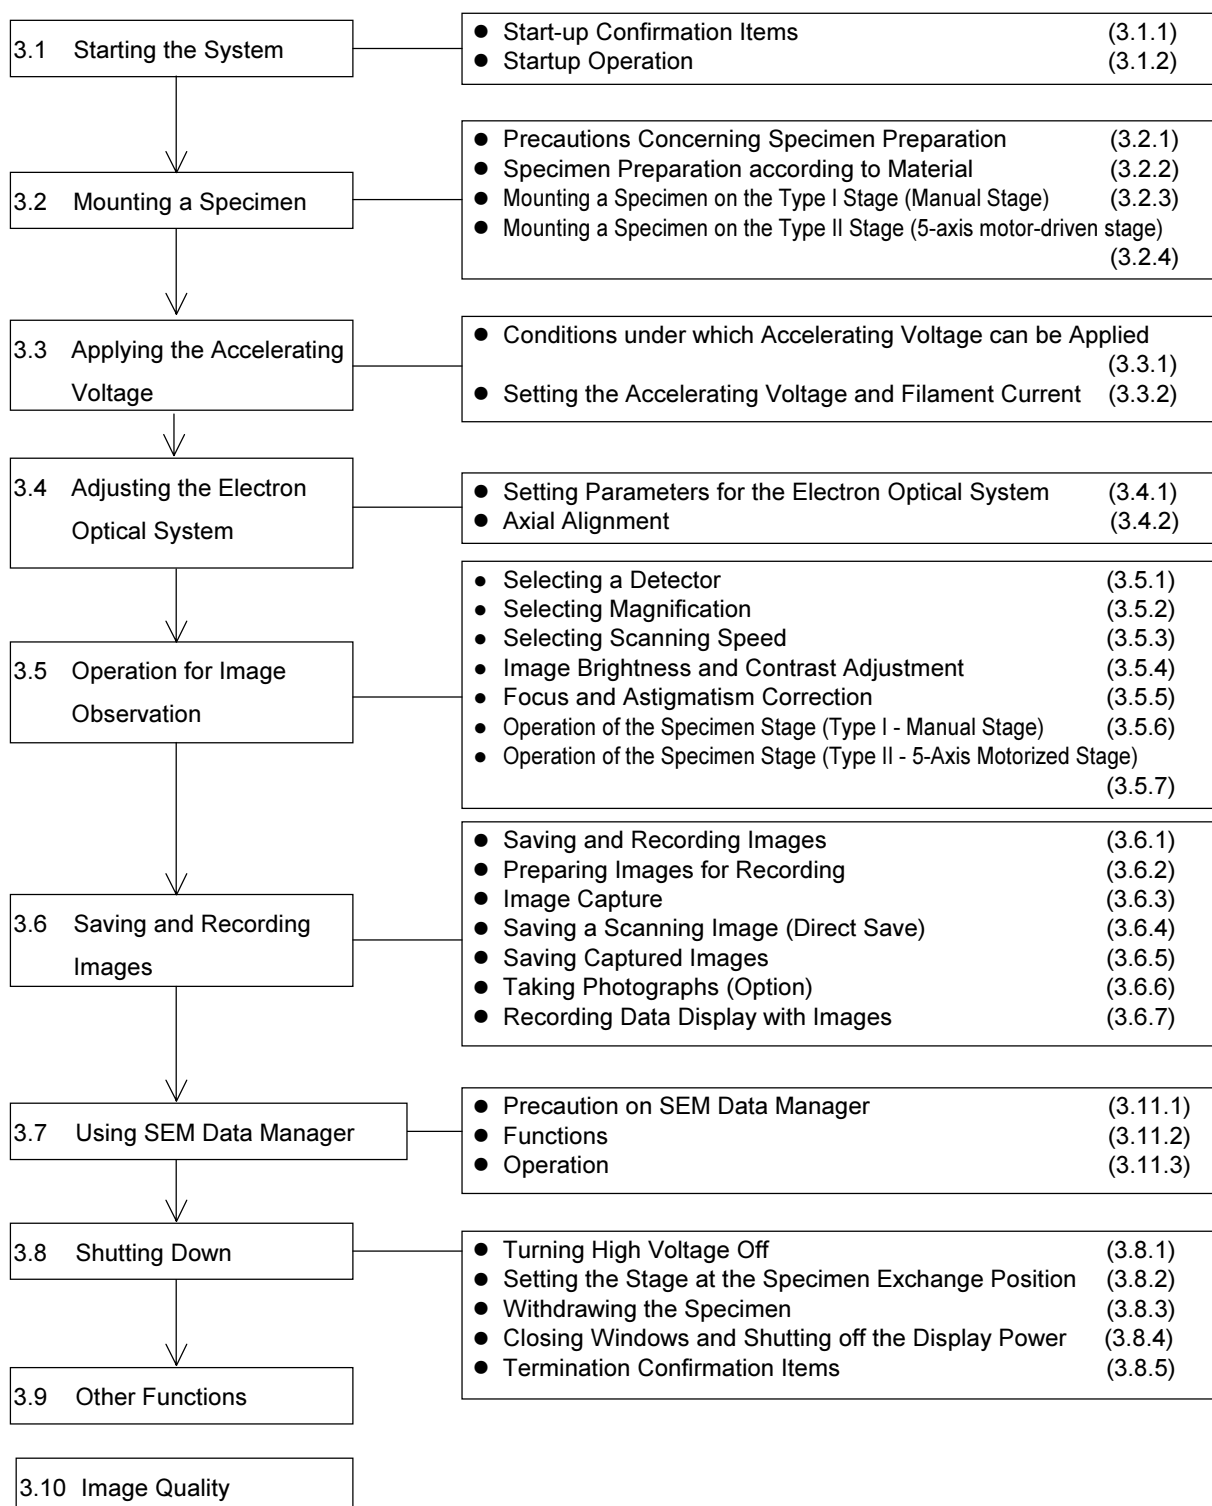 3.1 Starting the System
● Start-up Confirmation Items (3.1.1)
● Startup Operation (3.1.2)
3.2 Mounting a Specimen
● Precautions Concerning Specimen Preparation (3.2.1)
● Specimen Preparation according to Material (3.2.2)
● Mounting a Specimen on the Type I Stage (Manual Stage) (3.2.3)
● Mounting a Specimen on the Type II Stage (5-axis motor-driven stage)
(3.2.4)
3.3 Applying the Accelerating
Voltage
● Conditions under which Accelerating Voltage can be Applied
(3.3.1)
● Setting the Accelerating Voltage and Filament Current (3.3.2)
3.4 Adjusting the Electron
Optical System
● Setting Parameters for the Electron Optical System (3.4.1)
● Axial Alignment (3.4.2)
3.5 Operation for Image
Observation
● Selecting a Detector (3.5.1)
● Selecting Magnification (3.5.2)
● Selecting Scanning Speed (3.5.3)
● Image Brightness and Contrast Adjustment (3.5.4)
● Focus and Astigmatism Correction (3.5.5)
● Operation of the Specimen Stage (Type I - Manual Stage) (3.5.6)
● Operation of the Specimen Stage (Type II - 5-Axis Motorized Stage)
(3.5.7)
3.6 Saving and Recording
Images
● Saving and Recording Images (3.6.1)
● Preparing Images for Recording (3.6.2)
● Image Capture (3.6.3)
● Saving a Scanning Image (Direct Save) (3.6.4)
● Saving Captured Images (3.6.5)
● Taking Photographs (Option) (3.6.6)
● Recording Data Display with Images (3.6.7)
3.7 Using SEM Data Manager
● Precaution on SEM Data Manager (3.11.1)
● Functions (3.11.2)
● Operation (3.11.3)
3.8 Shutting Down
● Turning High Voltage Off (3.8.1)
● Setting the Stage at the Specimen Exchange Position (3.8.2)
● Withdrawing the Specimen (3.8.3)
● Closing Windows and Shutting off the Display Power (3.8.4)
● Termination Confirmation Items (3.8.5)
3.9 Other Functions
3.10 Image Quality